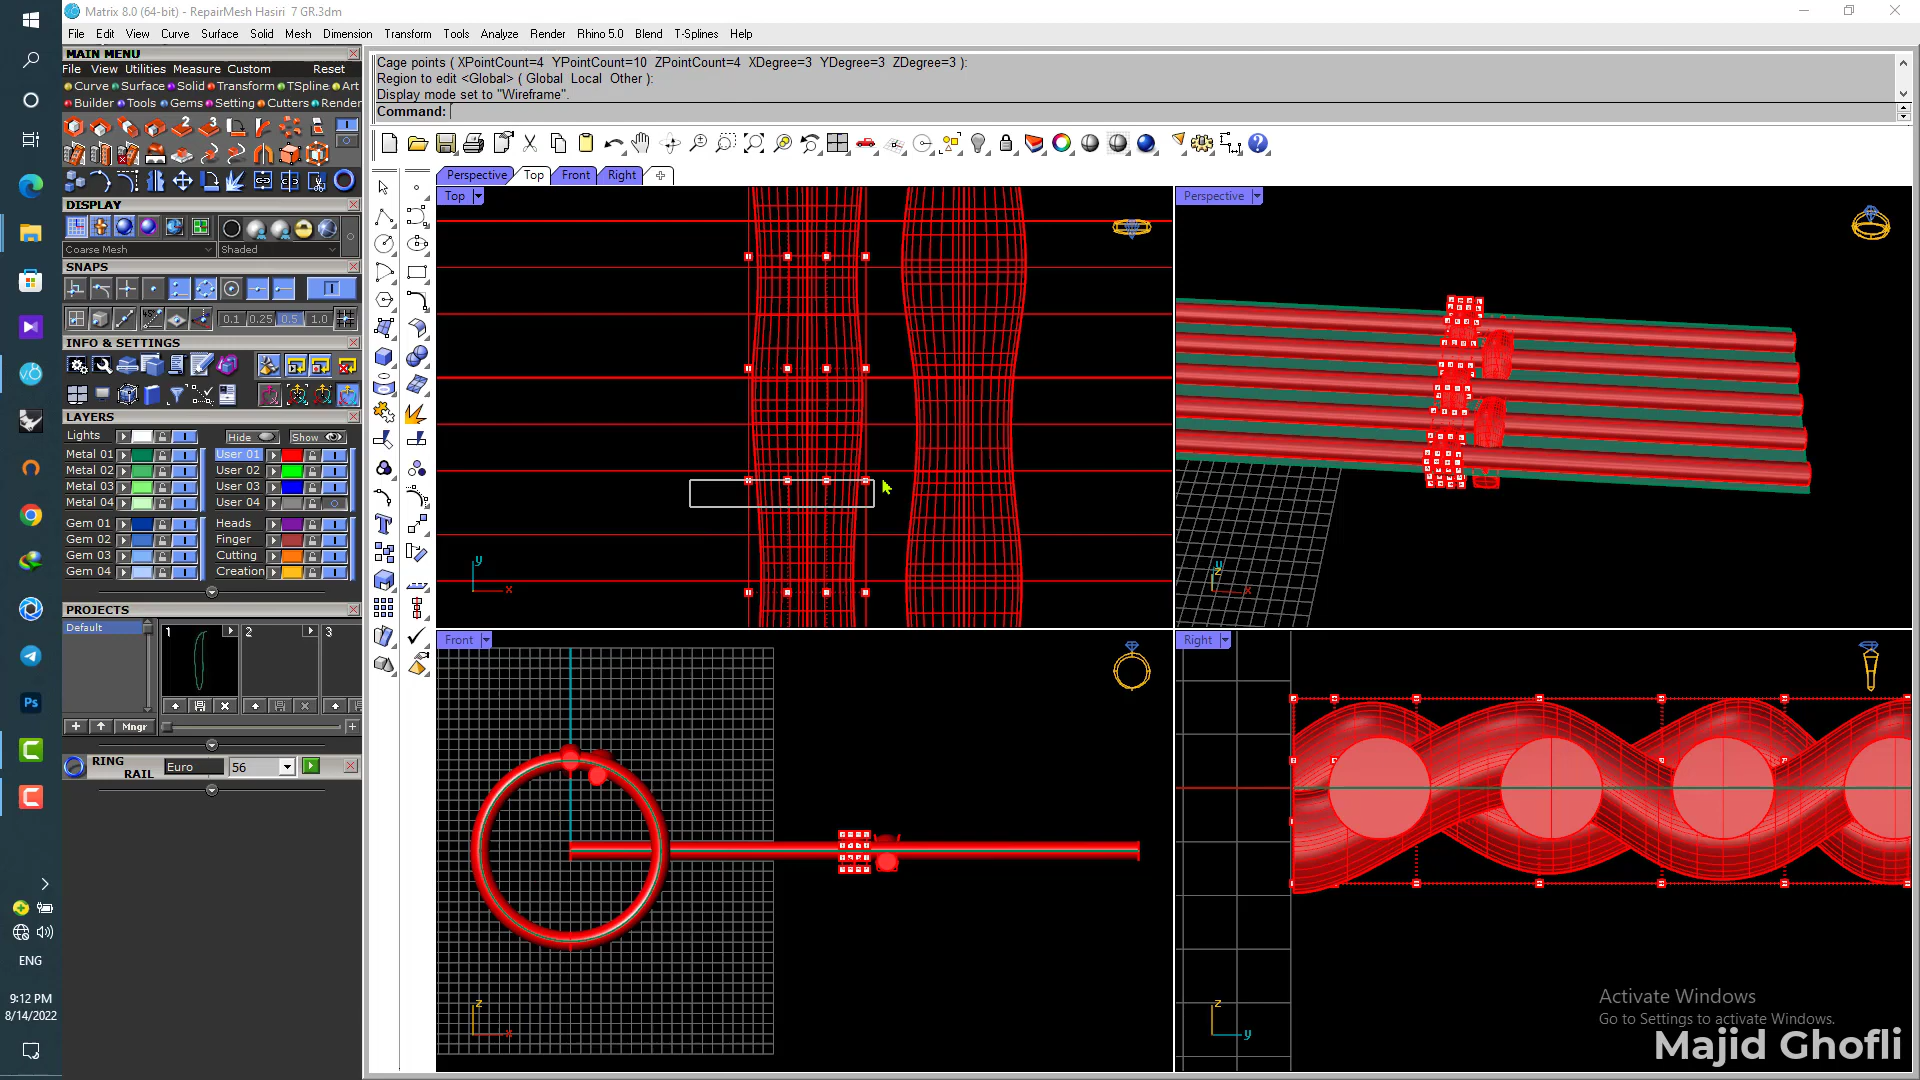 Matrix 8.0 (64-bit) - RepairMesh Hasiri  7 GR.3dm
File Edit View Curve Surface Solid Mesh Dimension Transform Tools Analyze Render Rhino 5.0 Blend T-Splines Help
MAIN MENU
File View Utilities Measure Custom Reset
Curve Surface Solid Transform TSpline Art
Builder Tools Gems Setting Cutters Render
Cage points ( XPointCount=4  YPointCount=10  ZPointCount=4  XDegree=3  YDegree=3  ZDegree=3 ):
Region to edit <Global> ( Global  Local  Other ):
Display mode set to "Wireframe".
Command:
Perspective Top Front Right
DISPLAY
Coarse Mesh Shaded
SNAPS
45°
0.1 0.25 0.5 1.0
INFO & SETTINGS
LAYERS
Lights Hide Show
Metal 01 User 01
Metal 02 User 02
Metal 03 User 03
Metal 04 User 04
Gem 01 Heads
Gem 02 Finger
Gem 03 Cutting
Gem 04 Creation
PROJECTS
Default
1 2 3
Mngr
RING
RAIL
Euro 56
Top
y
x
Perspective
y
z
x
Front
z
x
Right
z
y
Ps
ENG
9:12 PM
8/14/2022
Activate Windows
Go to Settings to activate Windows.
Majid Ghofli